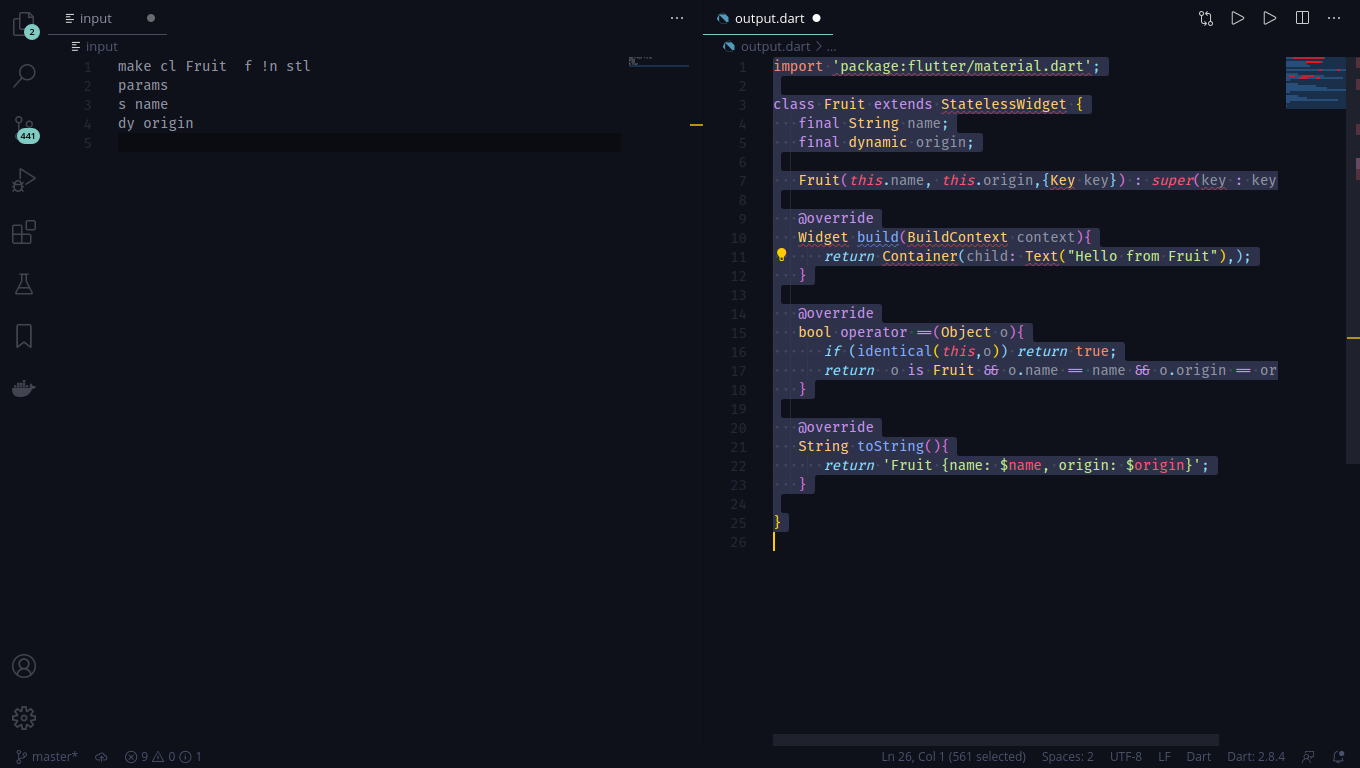 input
output.dart
input
output.dart > ...
2
441
1 make cl Fruit  f !n stl
2 params
3 s name
4 dy origin
5
1 import 'package:flutter/material.dart';
2
3 class Fruit extends StatelessWidget {
4 final String name;
5 final dynamic origin;
6
7 Fruit(this.name, this.origin,{Key key}) : super(key : key
8
9 @override
10 Widget build(BuildContext context){
11 return Container(child: Text("Hello from Fruit"),);
12 }
13
14 @override
15 bool operator ==(Object o){
16 if (identical(this,o)) return true;
17 return  o is Fruit && o.name == name && o.origin == or
18 }
19
20 @override
21 String toString(){
22 return 'Fruit {name: $name, origin: $origin}';
23 }
24
25 }
26
master* 9 0 1 Ln 26, Col 1 (561 selected) Spaces: 2 UTF-8 LF Dart Dart: 2.8.4